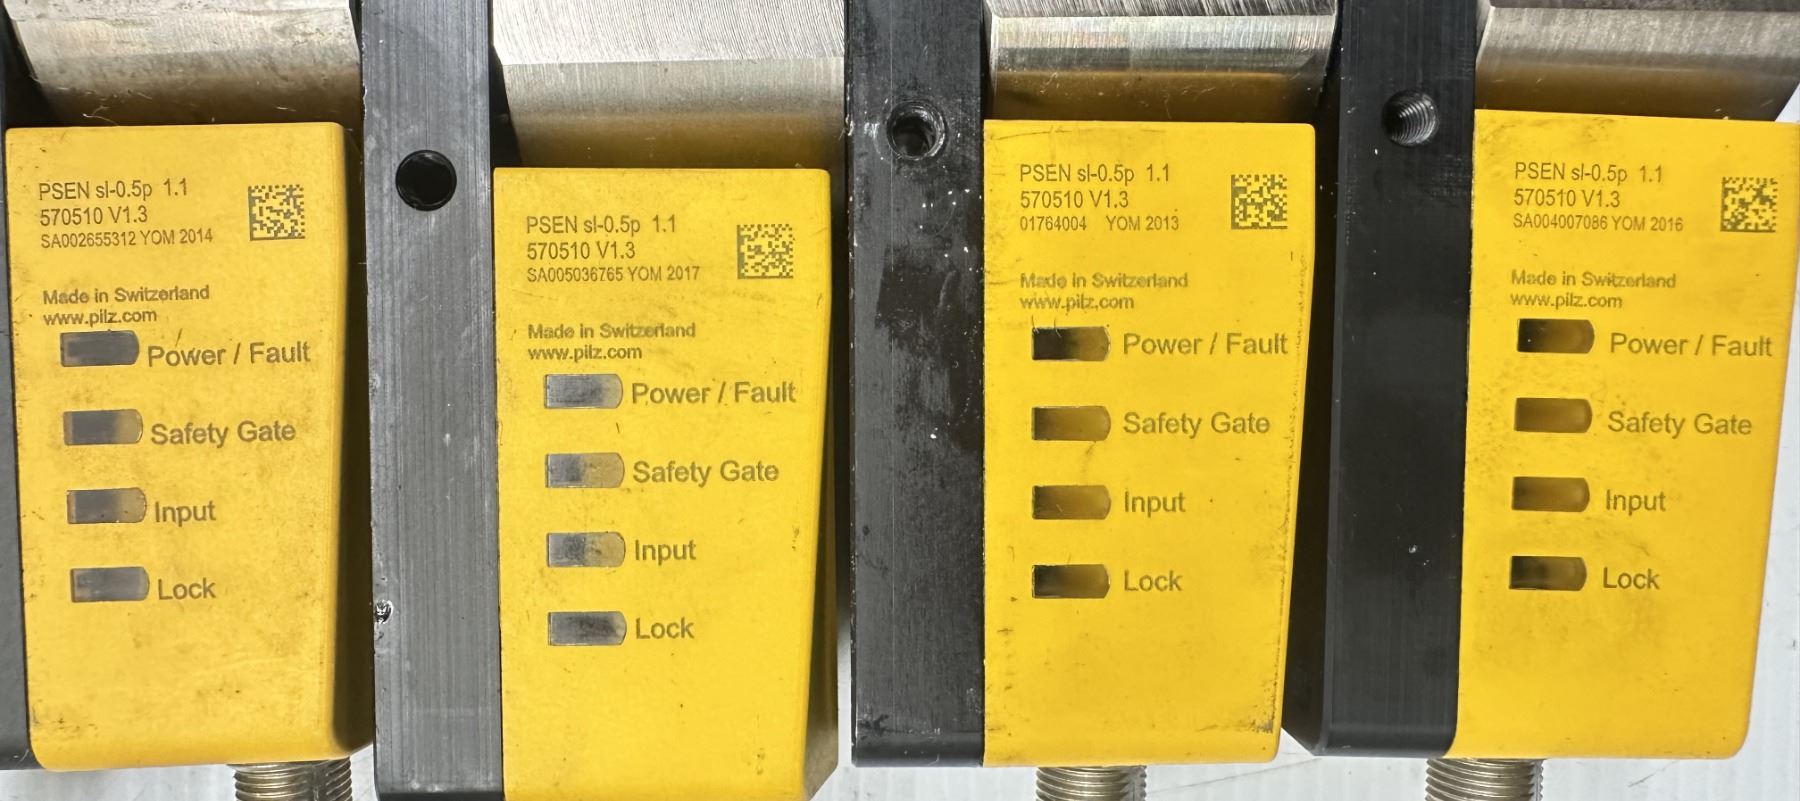 PSEN sl-0.5p 1.1
570510 V1.3
SA002655312 YOM 2014
Made in Switzerland
www.pilz.com
Power / Fault
Safety Gate
Input
Lock
PSEN sl-0.5p 1.1
570510 V1.3
SA005036765 YOM 2017
Made in Switzerland
www.pilz.com
Power / Fault
Safety Gate
Input
Lock
PSEN sl-0.5p 1.1
570510 V1.3
01764004 YOM 2013
Made in Switzerland
www.pilz.com
Power / Fault
Safety Gate
Input
Lock
PSEN sl-0.5p 1.1
570510 V1.3
SA004007086 YOM 2016
Made in Switzerland
www.pilz.com
Power / Fault
Safety Gate
Input
Lock